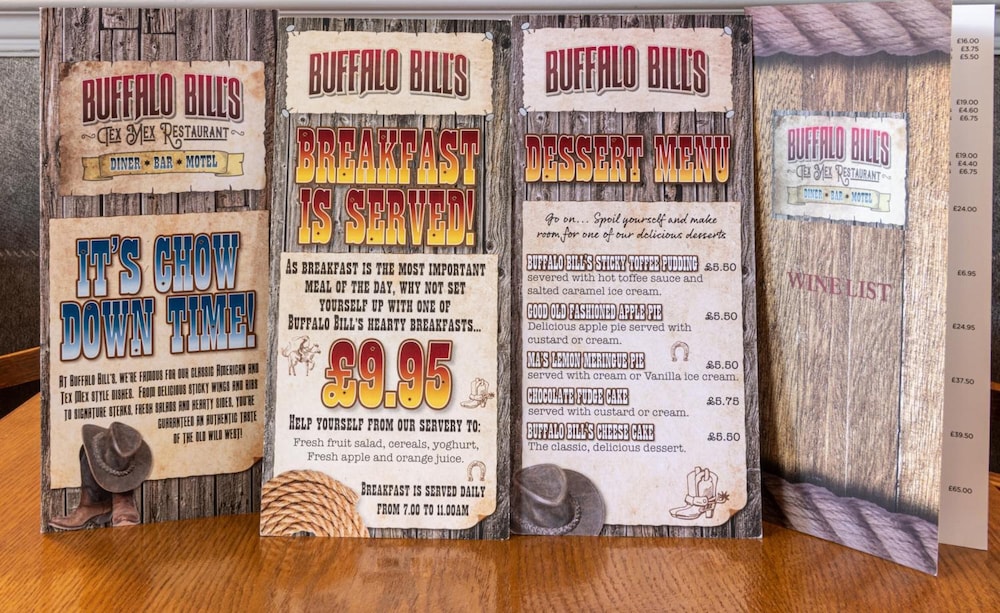 BUFFALO BILL'S
TEX MEX RESTAURANT
DINER • BAR • MOTEL
IT'S CHOW
DOWN TIME!
AT BUFFALO BILL'S, WE'RE FAMOUS FOR OUR CLASSIC AMERICAN AND
TEX MEX STYLE DISHES. FROM DELICIOUS STICKY WINGS AND RIBS
TO SIGNATURE STEAKS, FRESH SALADS AND HEARTY SIDES, YOU'RE
GUARANTEED AN AUTHENTIC TASTE
OF THE OLD WILD WEST!
BUFFALO BILL'S
BREAKFAST
IS SERVED!
AS BREAKFAST IS THE MOST IMPORTANT
MEAL OF THE DAY, WHY NOT SET
YOURSELF UP WITH ONE OF
BUFFALO BILL'S HEARTY BREAKFASTS...
£9.95
HELP YOURSELF FROM OUR SERVERY TO:
Fresh fruit salad, cereals, yoghurt,
Fresh apple and orange juice.
BREAKFAST IS SERVED DAILY
FROM 7.00 TO 11.00AM
BUFFALO BILL'S
DESSERT MENU
Go on... Spoil yourself and make
room for one of our delicious desserts
BUFFALO BILL'S STICKY TOFFEE PUDDING £5.50
severed with hot toffee sauce and
salted caramel ice cream.
GOOD OLD FASHIONED APPLE PIE £5.50
Delicious apple pie served with
custard or cream.
MA'S LEMON MERINGUE PIE £5.50
served with cream or Vanilla ice cream.
CHOCOLATE FUDGE CAKE £5.75
served with custard or cream.
BUFFALO BILL'S CHEESE CAKE £5.50
The classic, delicious dessert.
BUFFALO BILL'S
TEX MEX RESTAURANT
DINER • BAR • MOTEL
WINE LIST
£16.00
£3.75
£5.50
£19.00
£4.60
£6.75
£19.00
£4.40
£6.75
£24.00
£6.95
£24.95
£37.50
£39.50
£65.00